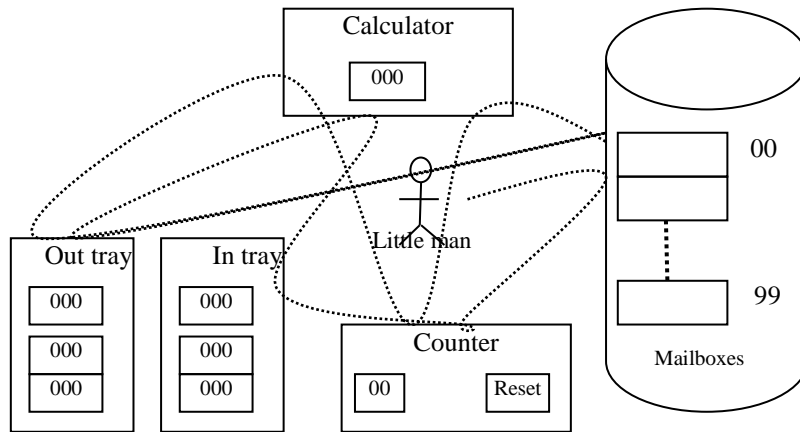 Calculator
000
00
Little man
Out tray
In tray
000
000
99
000
000
Counter
Mailboxes
000
000
00
Reset